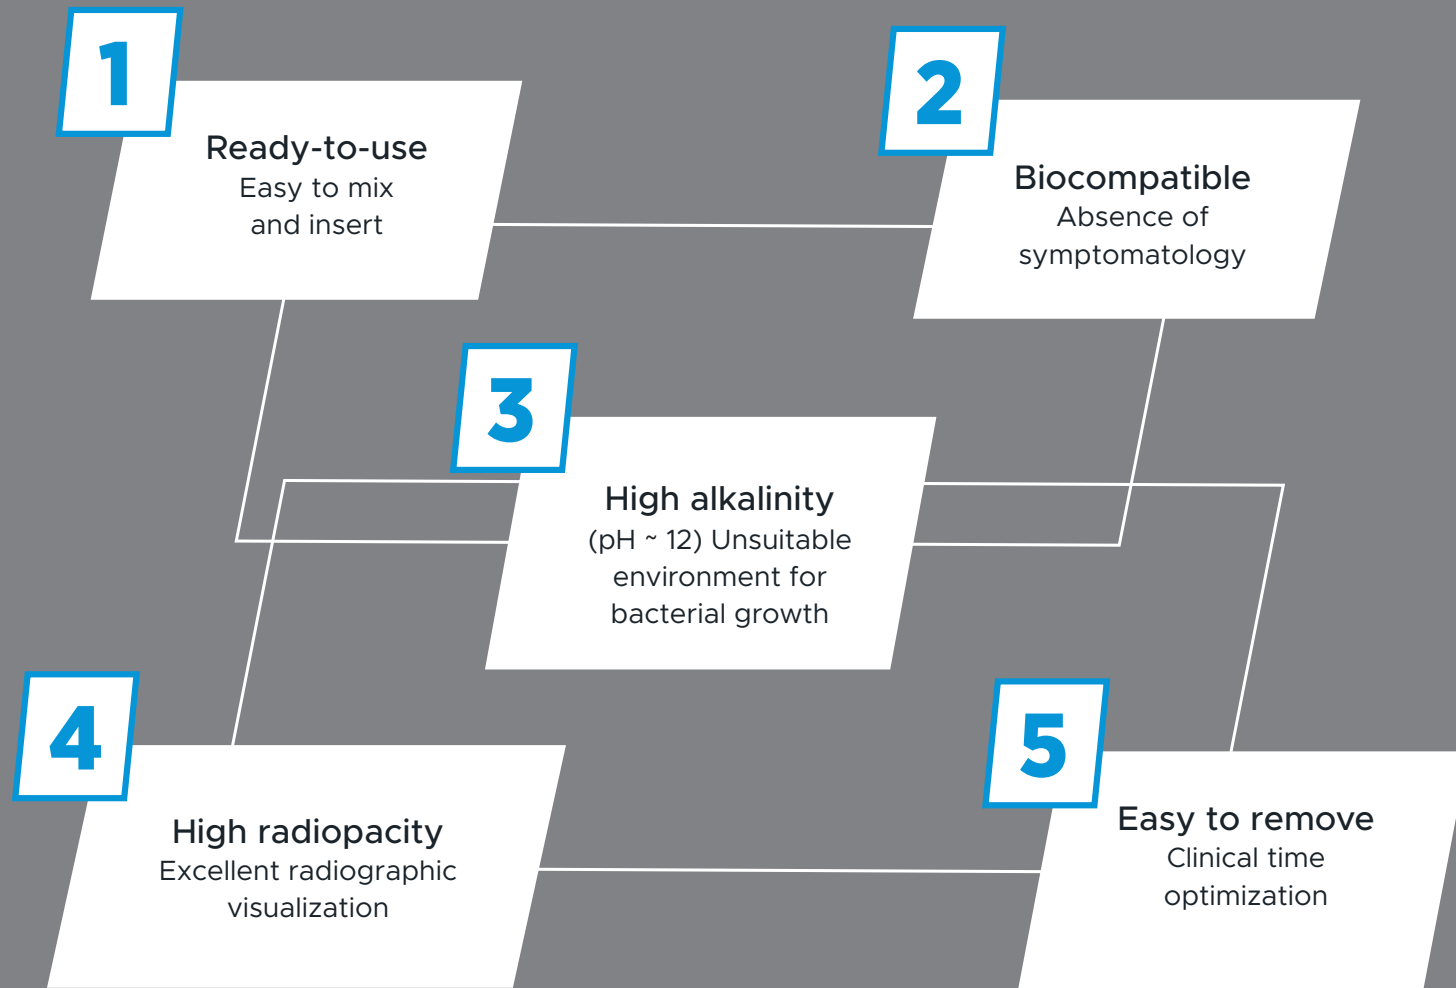 1
Ready-to-use
Easy to mix
and insert
2
Biocompatible
Absence of
symptomatology
3
High alkalinity
(pH ~ 12) Unsuitable
environment for
bacterial growth
4
High radiopacity
Excellent radiographic
visualization
5
Easy to remove
Clinical time
optimization